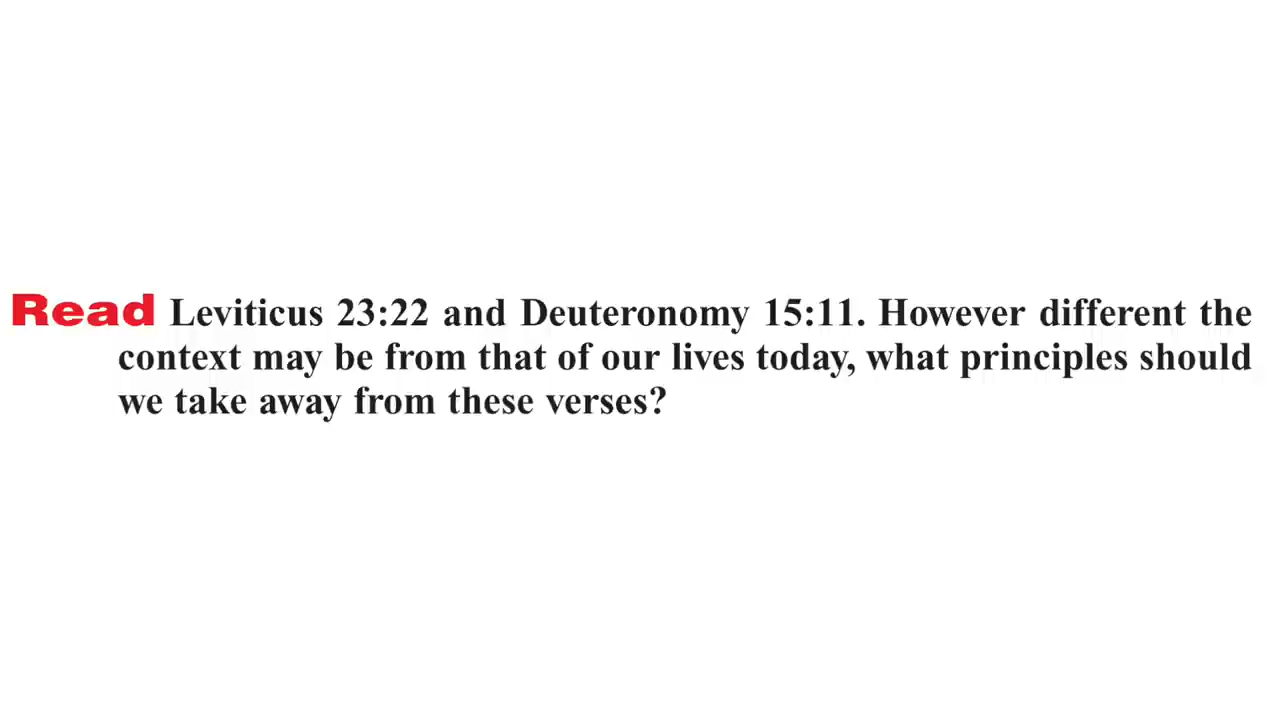 Read Leviticus 23:22 and Deuteronomy 15:11. However different the
context may be from that of our lives today, what principles should
we take away from these verses?